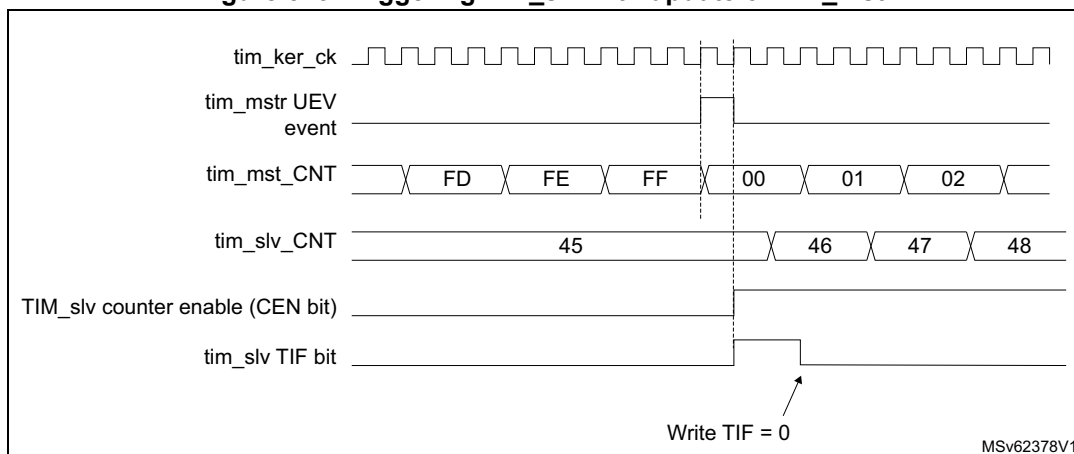 tim_ker_ck
tim_mstr UEV
event
tim_mst_CNT
FD FE FF 00 01 02
tim_slv_CNT
45 46 47 48
TIM_slv counter enable (CEN bit)
tim_slv TIF bit
Write TIF = 0
MSv62378V1